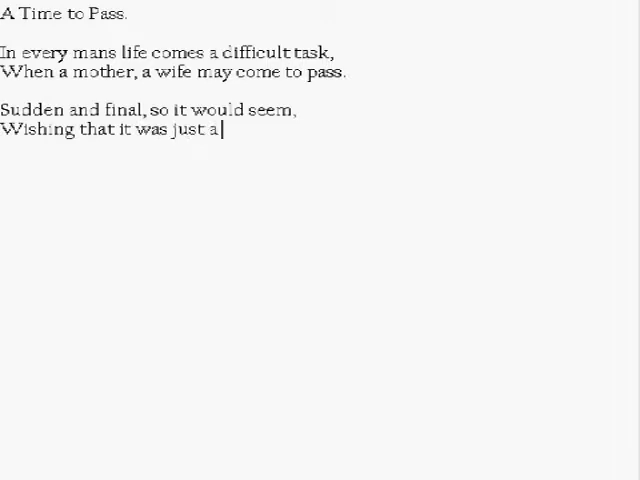 A Time to Pass.
In every mans life comes a difficult task,
When a mother, a wife may come to pass.
Sudden and final, so it would seem,
Wishing that it was just a